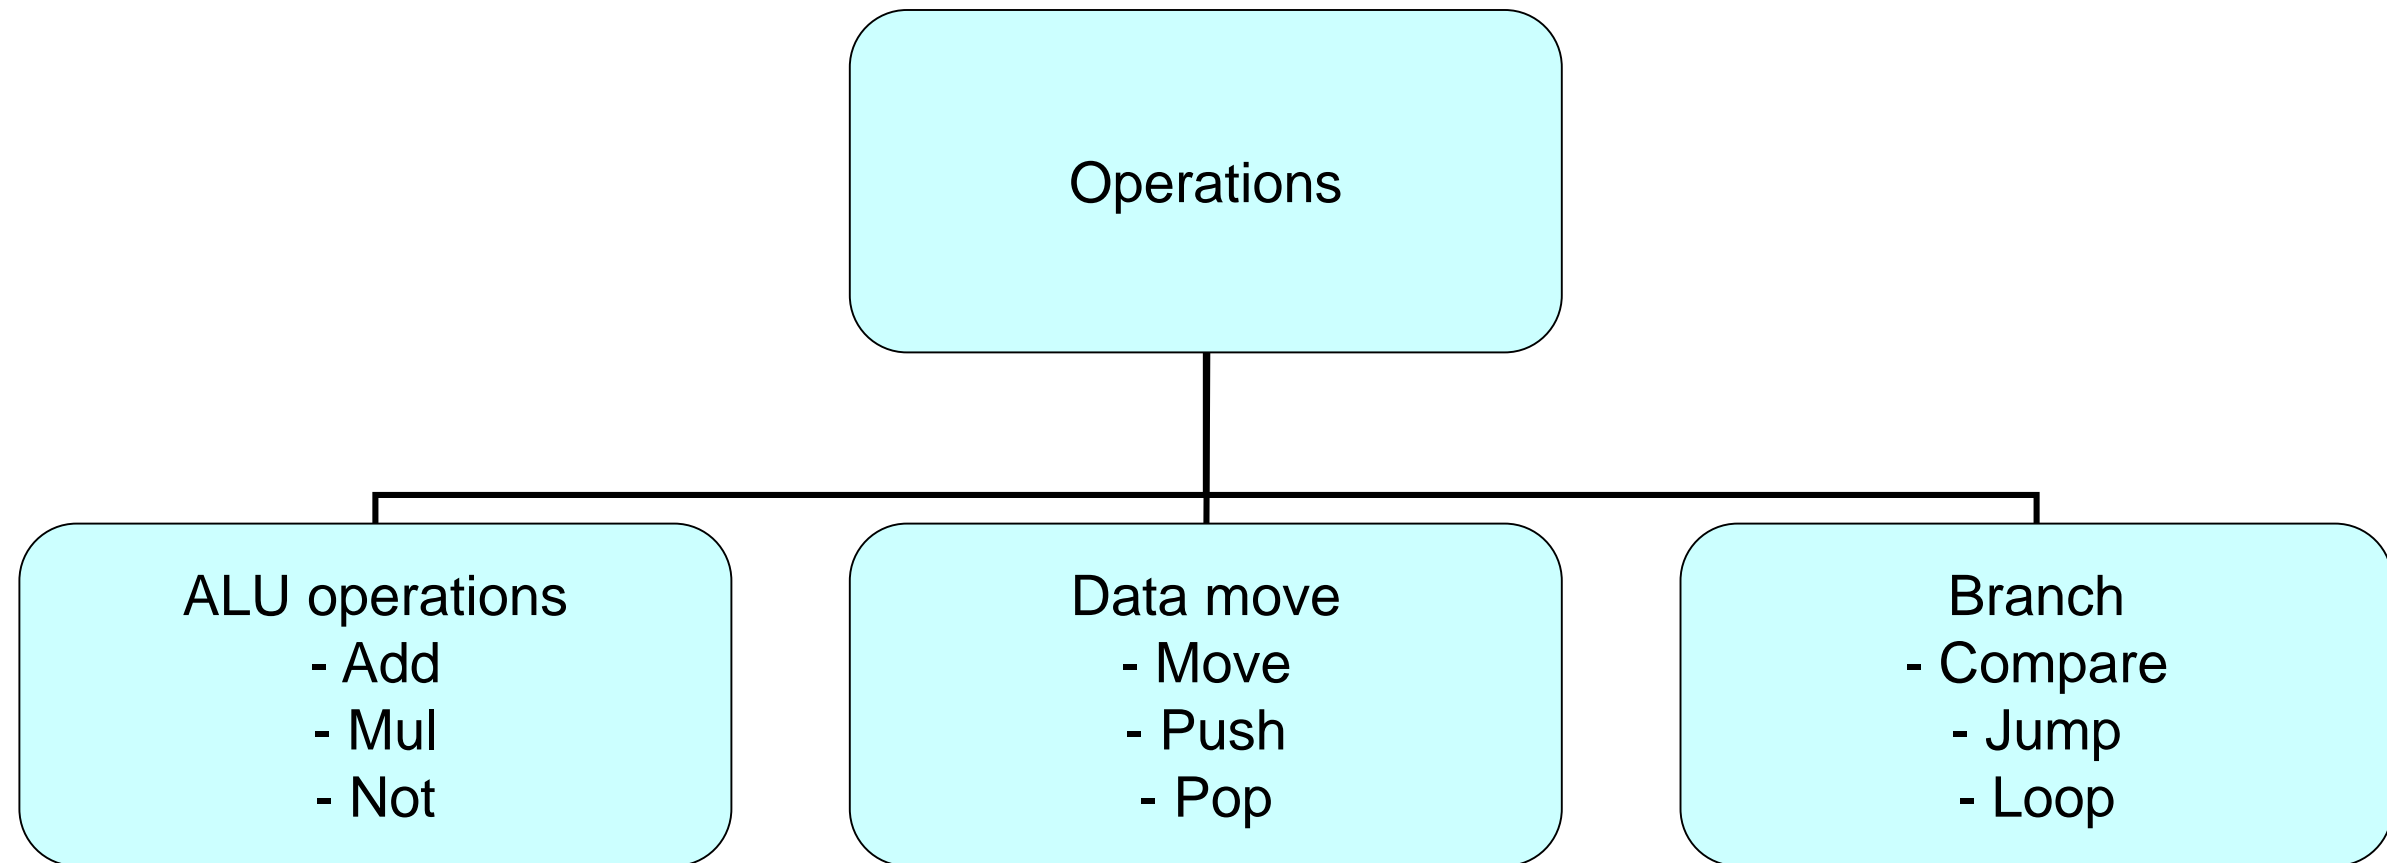 Operations
ALU operations
- Add
- Mul
- Not
Data move
- Move
- Push
- Pop
Branch
- Compare
- Jump
- Loop